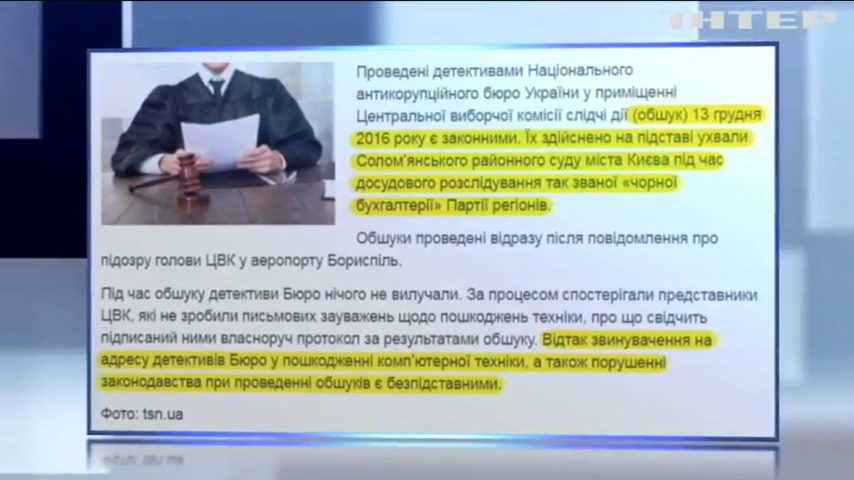 ІНТЕР
Проведені детективами Національного
антикорупційного бюро України у приміщенні
Центральної виборчої комісії слідчі дії (обшук) 13 грудня
2016 року є законними. Їх здійснено на підставі ухвали
Солом'янського районного суду міста Києва під час
досудового розслідування так званої «чорної
бухгалтерії» Партії регіонів.
Обшуки проведені відразу після повідомлення про
підозру голови ЦВК у аеропорту Бориспіль.
Під час обшуку детективи Бюро нічого не вилучали. За процесом спостерігали представники
ЦВК, які не зробили письмових зауважень щодо пошкоджень техніки, про що свідчить
підписаний ними власноруч протокол за результатами обшуку. Відтак звинувачення на
адресу детективів Бюро у пошкодженні комп'ютерної техніки, а також порушенні
законодавства при проведенні обшуків є безпідставними.
Фото: tsn.ua